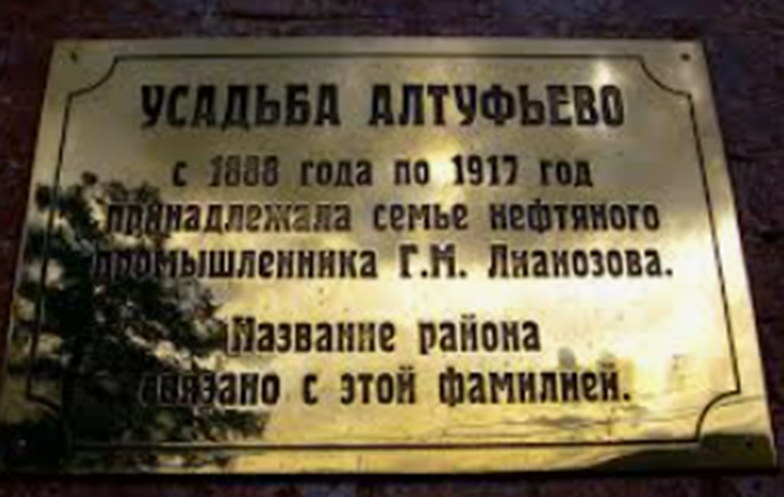 УСАДЬБА АЛТУФЬЕВО
с 1888 года по 1917 год
принадлежала семье нефтяного
промышленника Г.М. Лианозова.
Название района
связано с этой фамилией.